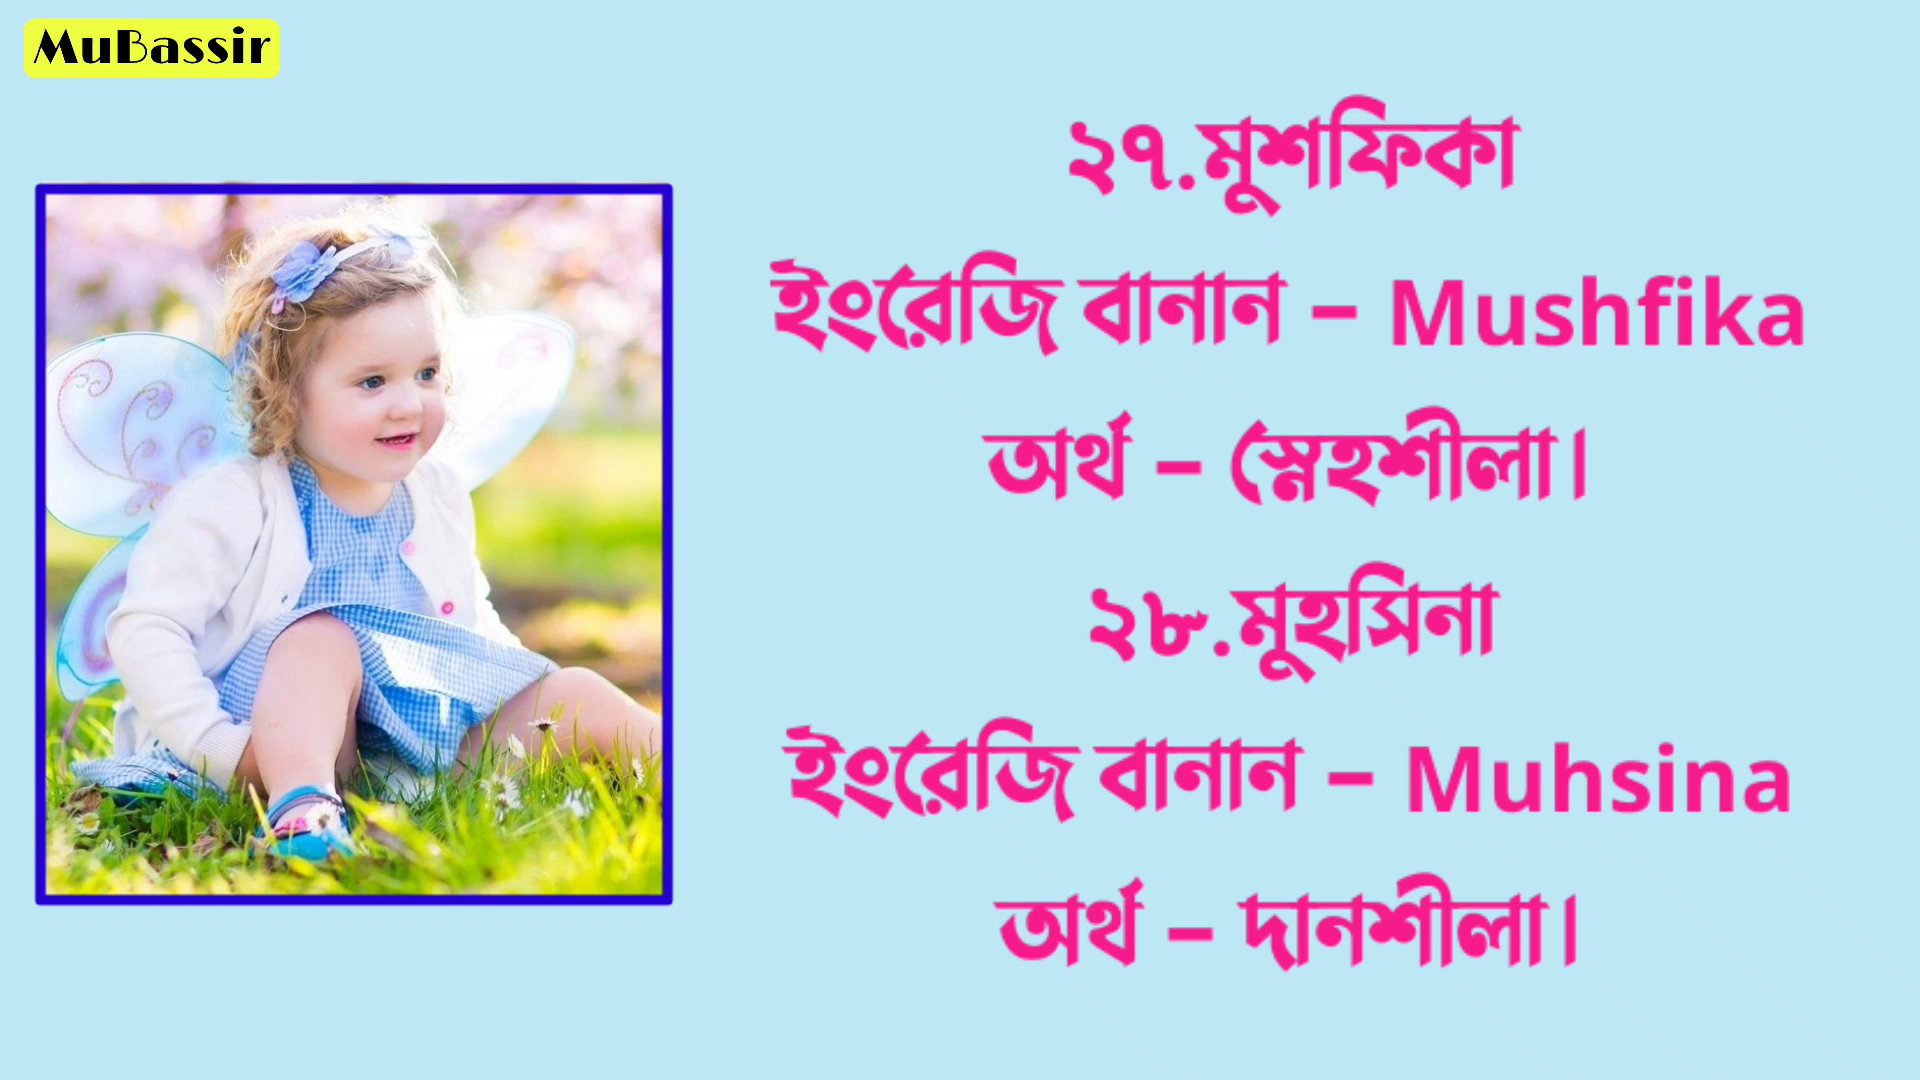 MuBassir
২৭.মুশফিকা
ইংরেজি বানান – Mushfika
অর্থ – স্নেহশীলা।
২৮.মুহসিনা
ইংরেজি বানান – Muhsina
অর্থ – দানশীলা।